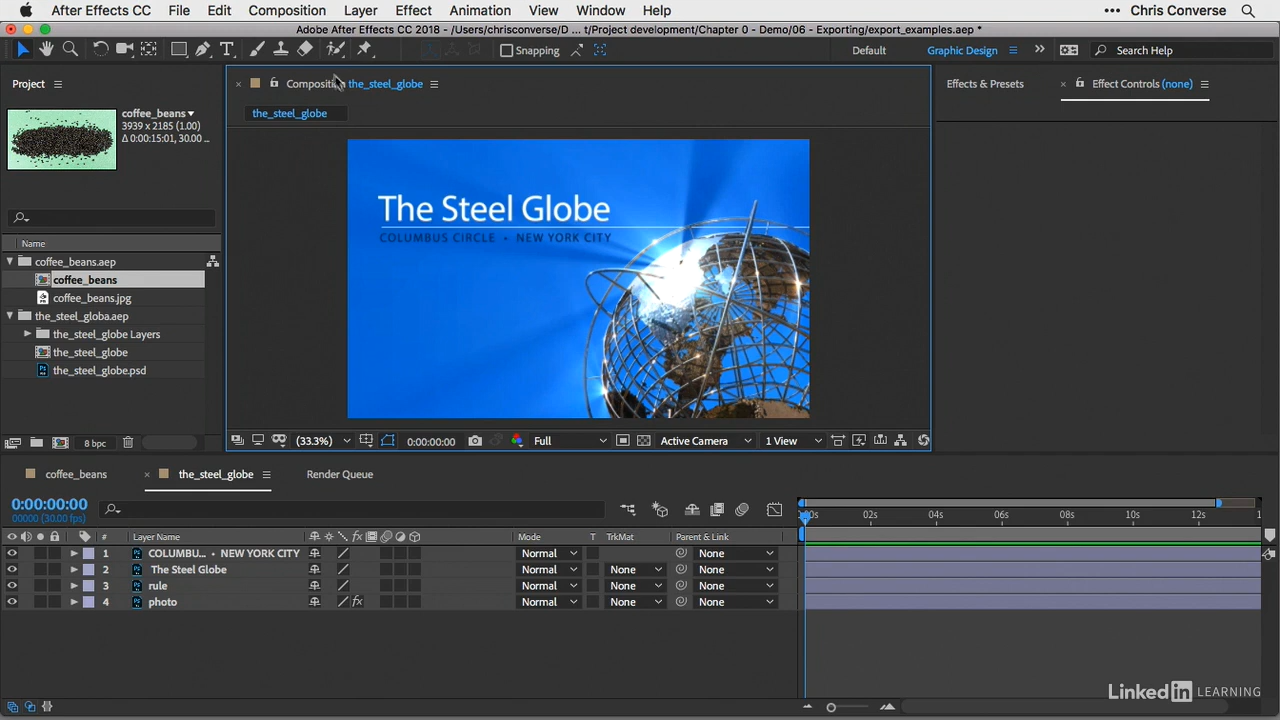 After Effects CC File Edit Composition Layer Effect Animation View Window Help ••• Chris Converse
Adobe After Effects CC 2018 - /Users/chrisconverse/D ... t/Project development/Chapter 0 - Demo/06 - Exporting/export_examples.aep *
Snapping Default Graphic Design Search Help
Project
coffee_beans
3939 x 2185 (1.00)
Δ 0:00:15:01, 30.00 ...
Name
coffee_beans.aep
coffee_beans
coffee_beans.jpg
the_steel_globa.aep
the_steel_globe Layers
the_steel_globe
the_steel_globe.psd
8 bpc
Composition the_steel_globe
the_steel_globe
The Steel Globe
COLUMBUS CIRCLE • NEW YORK CITY
(33.3%) 0:00:00:00 Full Active Camera 1 View
Effects & Presets Effect Controls (none)
coffee_beans the_steel_globe Render Queue
0:00:00:00
00000 (30.00 fps)
02s 04s 06s 08s 10s 12s
# Layer Name fx Mode T TrkMat Parent & Link
1 COLUMBU... • NEW YORK CITY Normal None
2 The Steel Globe Normal None None
3 rule Normal None None
4 photo fx Normal None None
Linked in LEARNING